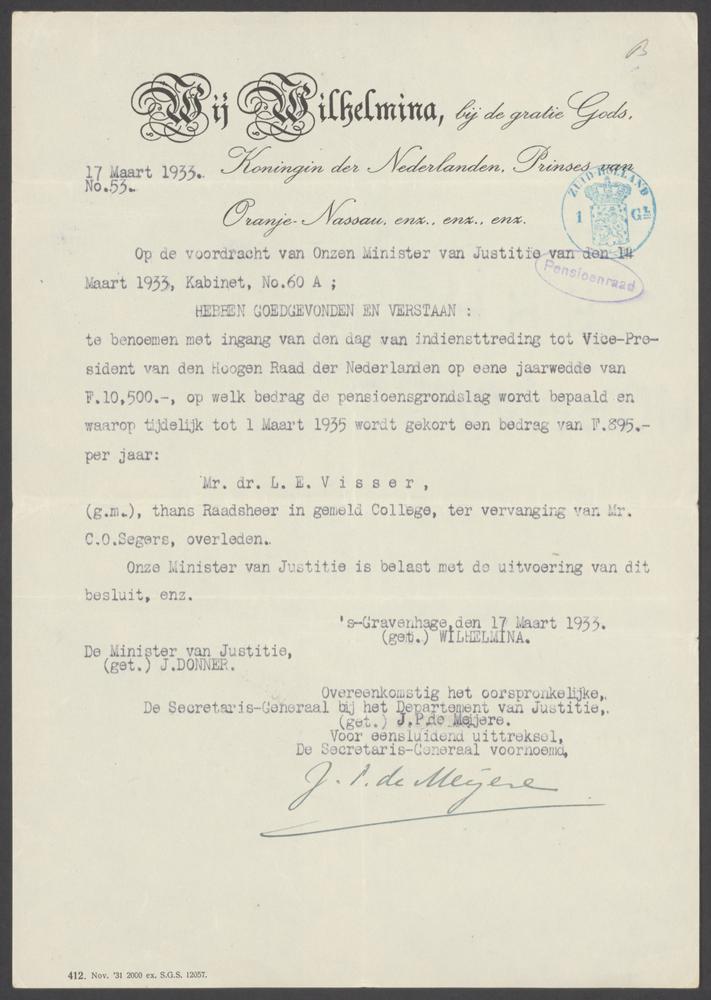 B
Wij Wilhelmina, bij de gratie Gods,
17 Maart 1933. Koningin der Nederlanden, Prinses van
No.53.
Oranje-Nassau, enz., enz., enz.
ZUID-HOLLAND
1 GL
Op de voordracht van Onzen Minister van Justitie van den 14
Pensioenraad
Maart 1933, Kabinet, No.60 A ;
HEBBEN GOEDGEVONDEN EN VERSTAAN :
te benoemen met ingang van den dag van indiensttreding tot Vice-Pre-
sident van den Hoogen Raad der Nederlanden op eene jaarwedde van
F.10,500.-, op welk bedrag de pensioensgrondslag wordt bepaald en
waarop tijdelijk tot 1 Maart 1935 wordt gekort een bedrag van F.895.-
per jaar:
Mr. dr. L. E. V i s s e r ,
(g.m.), thans Raadsheer in gemeld College, ter vervanging van Mr.
C.O.Segers, overleden.
Onze Minister van Justitie is belast met de uitvoering van dit
besluit, enz.
's-Gravenhage, den 17 Maart 1933.
(get.) WILHELMINA.
De Minister van Justitie,
(get.) J.DONNER.
Overeenkomstig het oorspronkelijke,
De Secretaris-Generaal bij het Departement van Justitie,
(get.) J.P.de Meijere.
Voor eensluidend uittreksel,
De Secretaris-Generaal voornoemd,
J. P. de Meijere
412. Nov. '31 2000 ex. S.G.S. 12057.